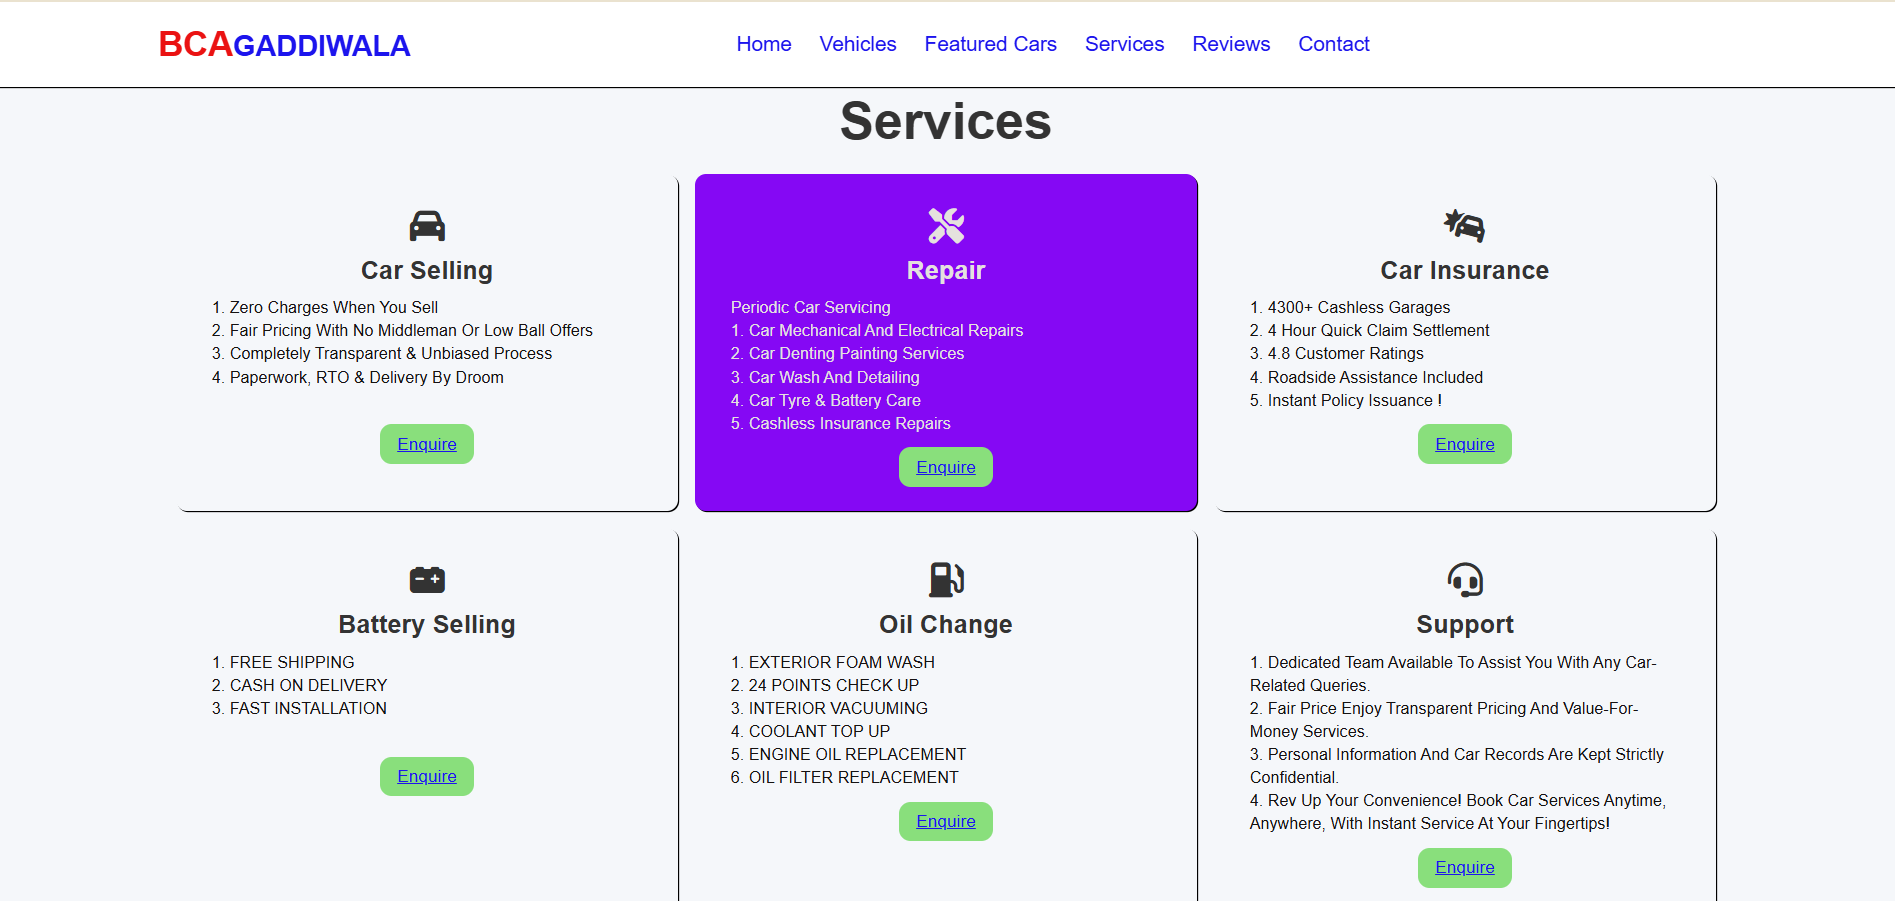 BCAGADDIWALA
Home Vehicles Featured Cars Services Reviews Contact
Services
Car Selling
1. Zero Charges When You Sell
2. Fair Pricing With No Middleman Or Low Ball Offers
3. Completely Transparent & Unbiased Process
4. Paperwork, RTO & Delivery By Droom
Enquire
Repair
Periodic Car Servicing
1. Car Mechanical And Electrical Repairs
2. Car Denting Painting Services
3. Car Wash And Detailing
4. Car Tyre & Battery Care
5. Cashless Insurance Repairs
Enquire
Car Insurance
1. 4300+ Cashless Garages
2. 4 Hour Quick Claim Settlement
3. 4.8 Customer Ratings
4. Roadside Assistance Included
5. Instant Policy Issuance !
Enquire
Battery Selling
1. FREE SHIPPING
2. CASH ON DELIVERY
3. FAST INSTALLATION
Enquire
Oil Change
1. EXTERIOR FOAM WASH
2. 24 POINTS CHECK UP
3. INTERIOR VACUUMING
4. COOLANT TOP UP
5. ENGINE OIL REPLACEMENT
6. OIL FILTER REPLACEMENT
Enquire
Support
1. Dedicated Team Available To Assist You With Any Car-
Related Queries.
2. Fair Price Enjoy Transparent Pricing And Value-For-
Money Services.
3. Personal Information And Car Records Are Kept Strictly
Confidential.
4. Rev Up Your Convenience! Book Car Services Anytime,
Anywhere, With Instant Service At Your Fingertips!
Enquire